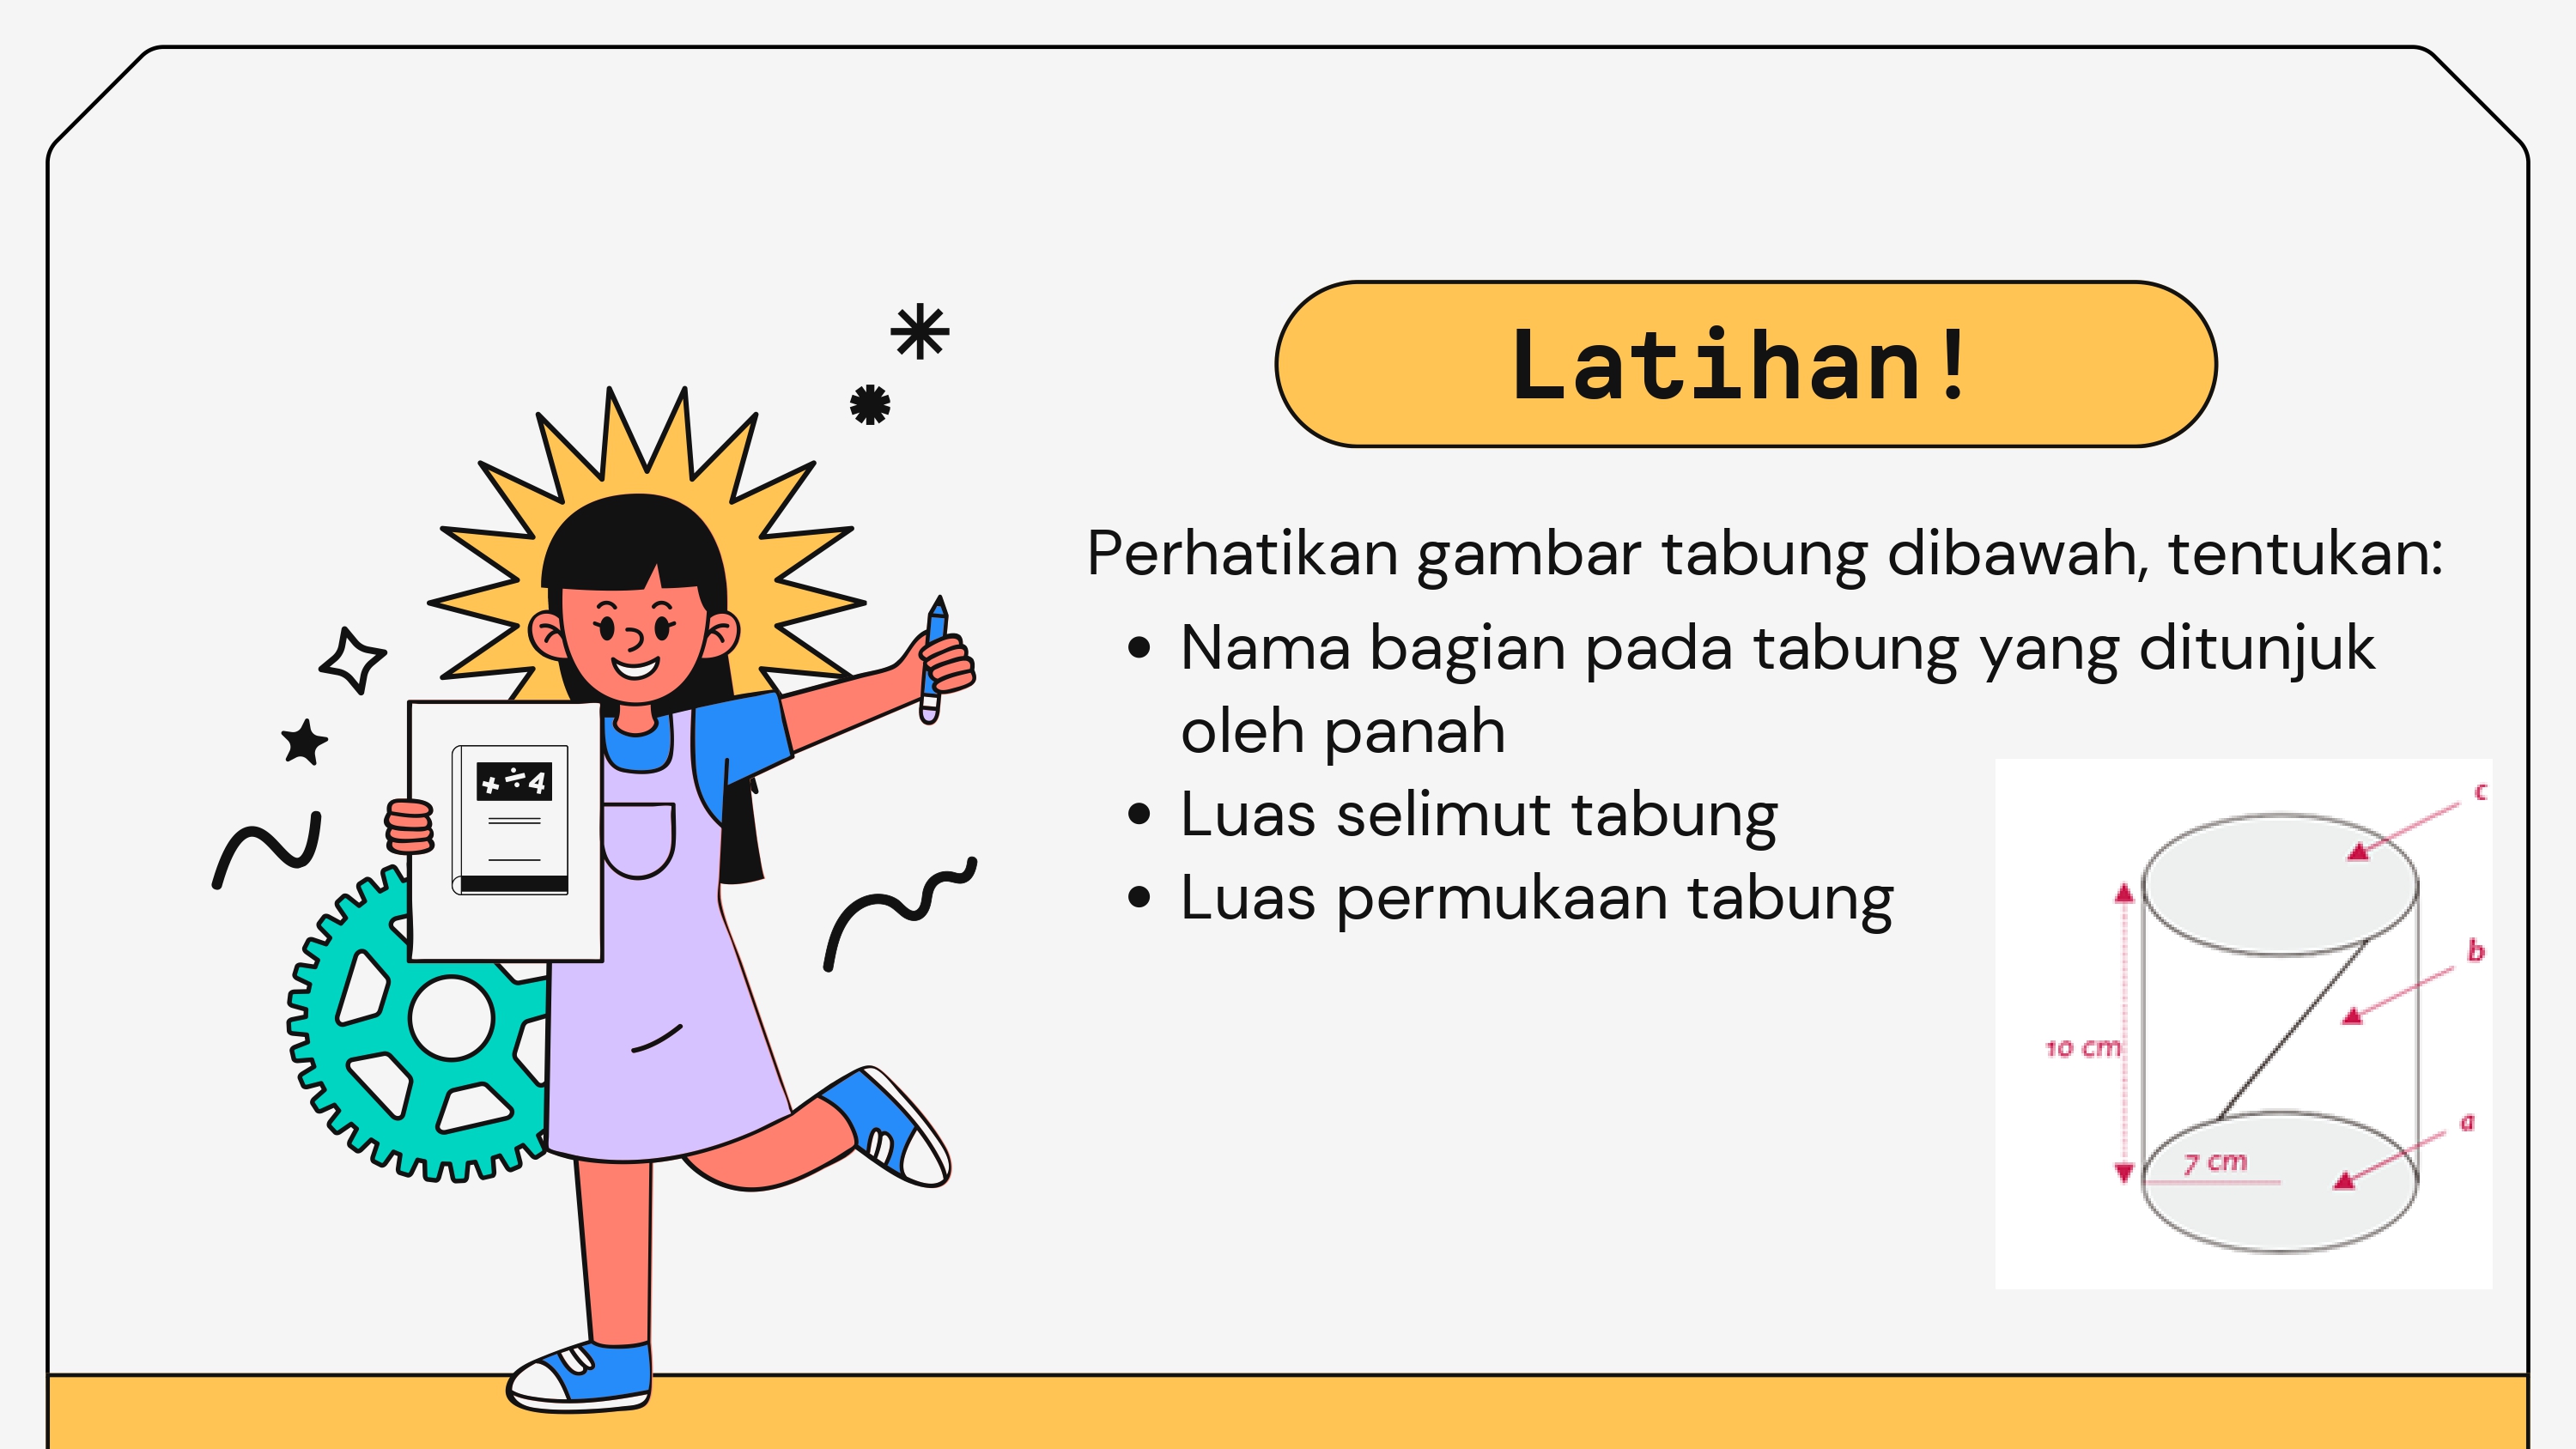 Latihan!
Perhatikan gambar tabung dibawah, tentukan:
• Nama bagian pada tabung yang ditunjuk
oleh panah
• Luas selimut tabung
• Luas permukaan tabung
+÷4
c
b
10 cm
a
7 cm